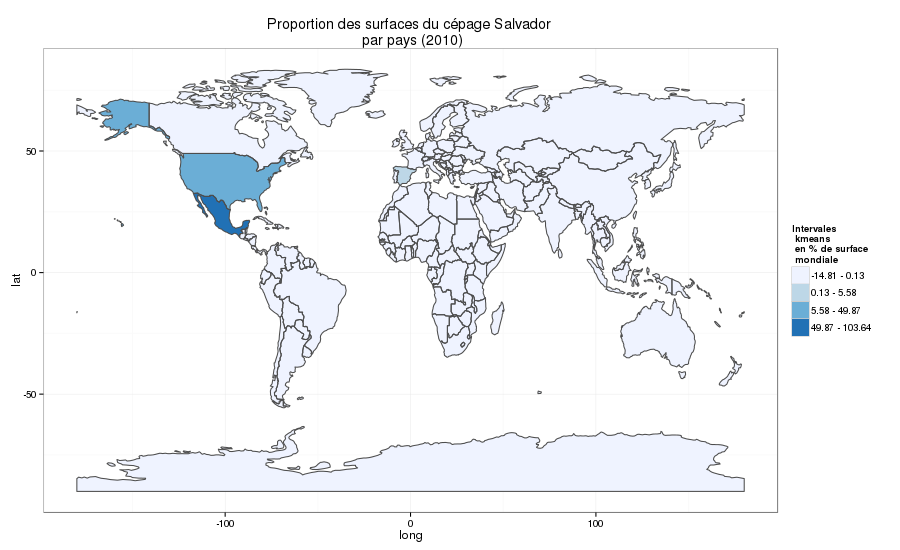 Proportion des surfaces du cépage Salvador
par pays (2010)
50
0
-50
lat
-100
0
100
long
Intervales
kmeans
en % de surface
mondiale
-14.81 - 0.13
0.13 - 5.58
5.58 - 49.87
49.87 - 103.64